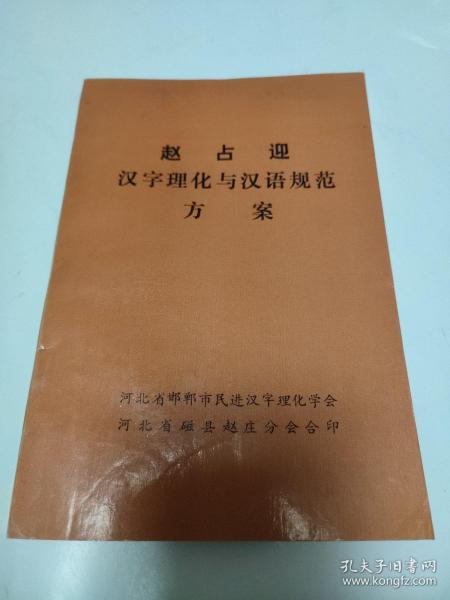 赵占迎
汉字理化与汉语规范
方案
河北省邯郸市民进汉字理化学会
河北省磁县赵庄分会合印
孔夫子旧书网
www.kongfz.com